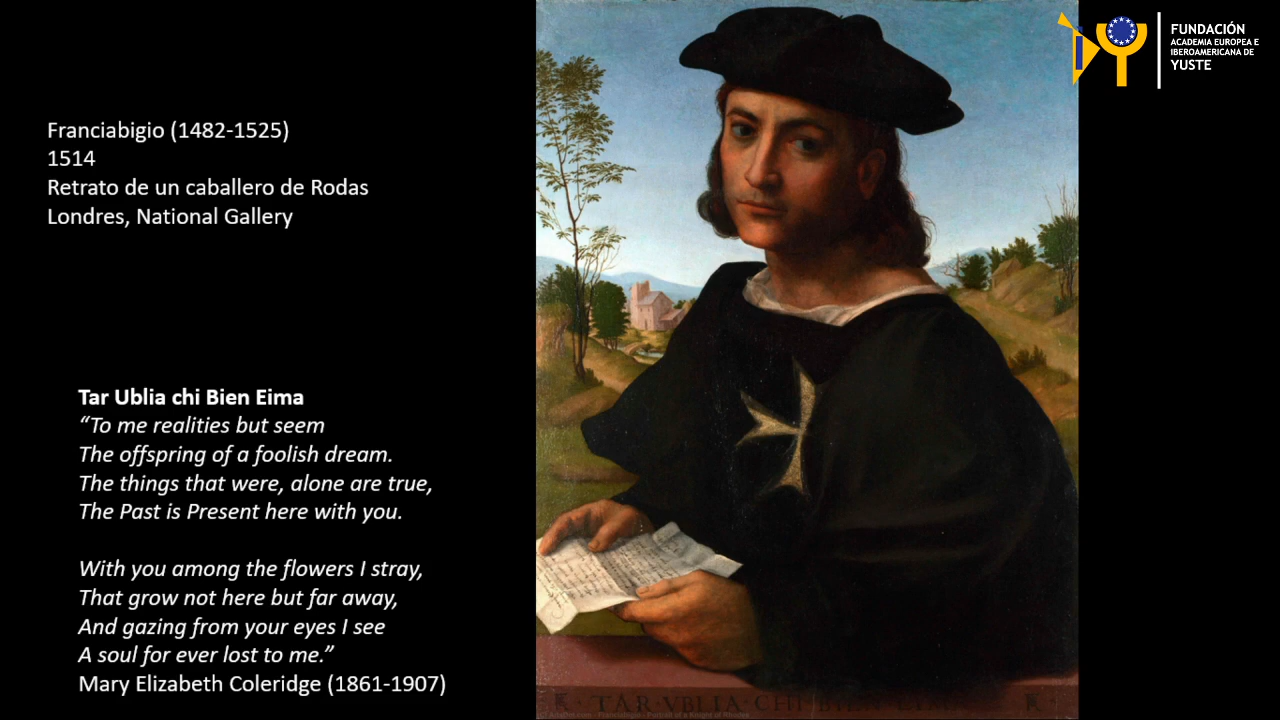 FUNDACIÓN
ACADEMIA EUROPEA E
IBEROAMERICANA DE
YUSTE
Franciabigio (1482-1525)
1514
Retrato de un caballero de Rodas
Londres, National Gallery
Tar Ublia chi Bien Eima
“To me realities but seem
The offspring of a foolish dream.
The things that were, alone are true,
The Past is Present here with you.
With you among the flowers I stray,
That grow not here but far away,
And gazing from your eyes I see
A soul for ever lost to me.”
Mary Elizabeth Coleridge (1861-1907)
TAR·VBLIA·CHI·BIEN